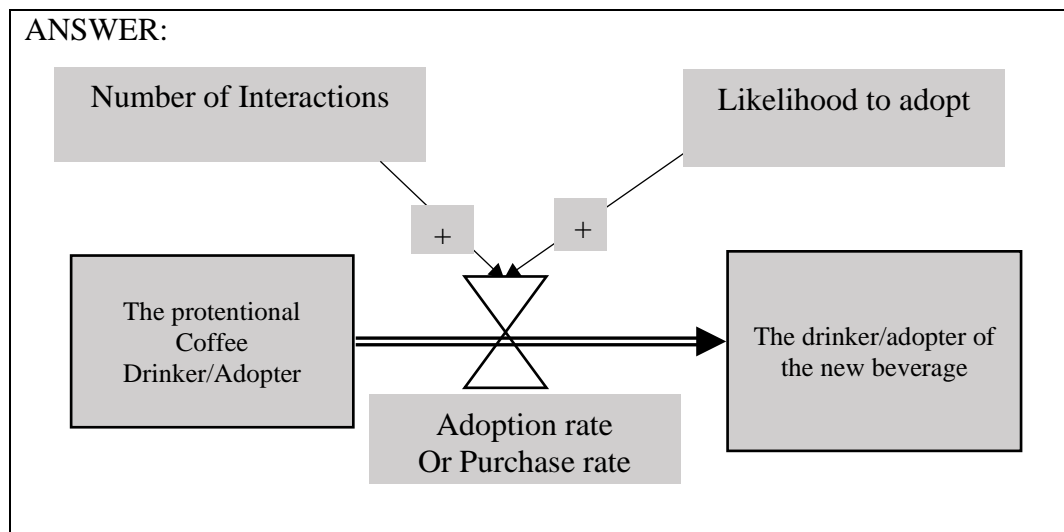 ANSWER:
Number of Interactions
Likelihood to adopt
+
+
The protentional
Coffee
Drinker/Adopter
The drinker/adopter of
the new beverage
Adoption rate
Or Purchase rate